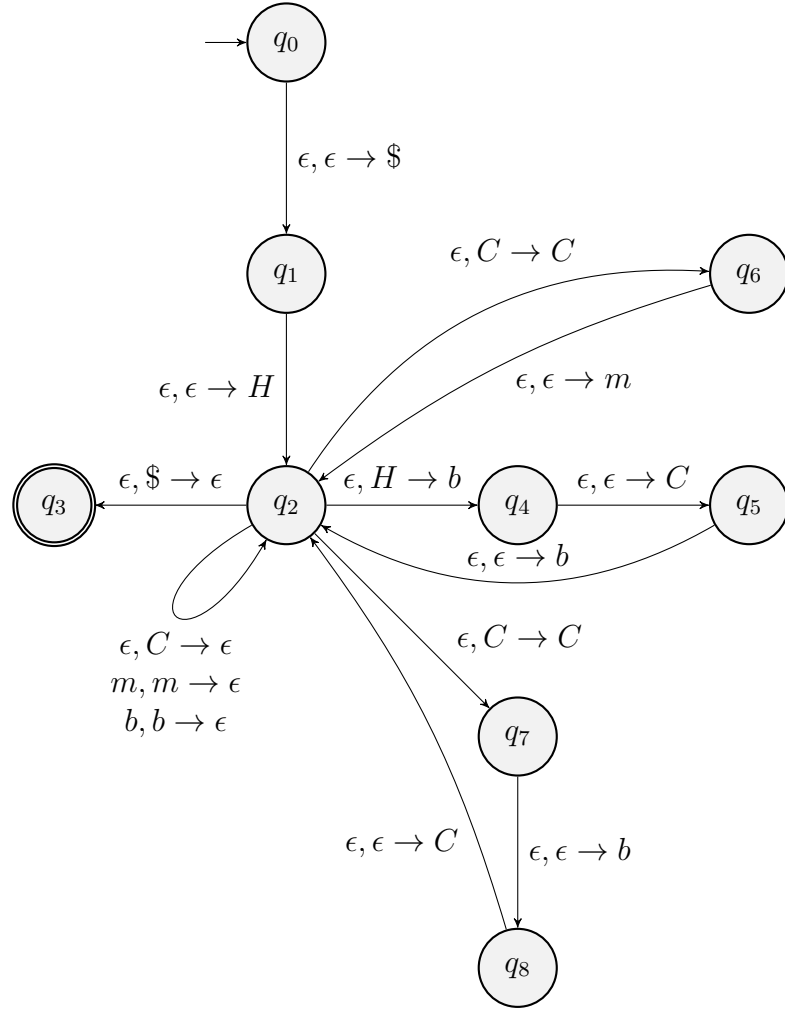 q0
ϵ, ϵ → $
q1
ϵ, C → C
q6
ϵ, ϵ → m
ϵ, ϵ → H
q3
ϵ, $ → ϵ
q2
ϵ, H → b
q4
ϵ, ϵ → C
q5
ϵ, ϵ → b
ϵ, C → ϵ
m, m → ϵ
b, b → ϵ
ϵ, C → C
q7
ϵ, ϵ → C
ϵ, ϵ → b
q8